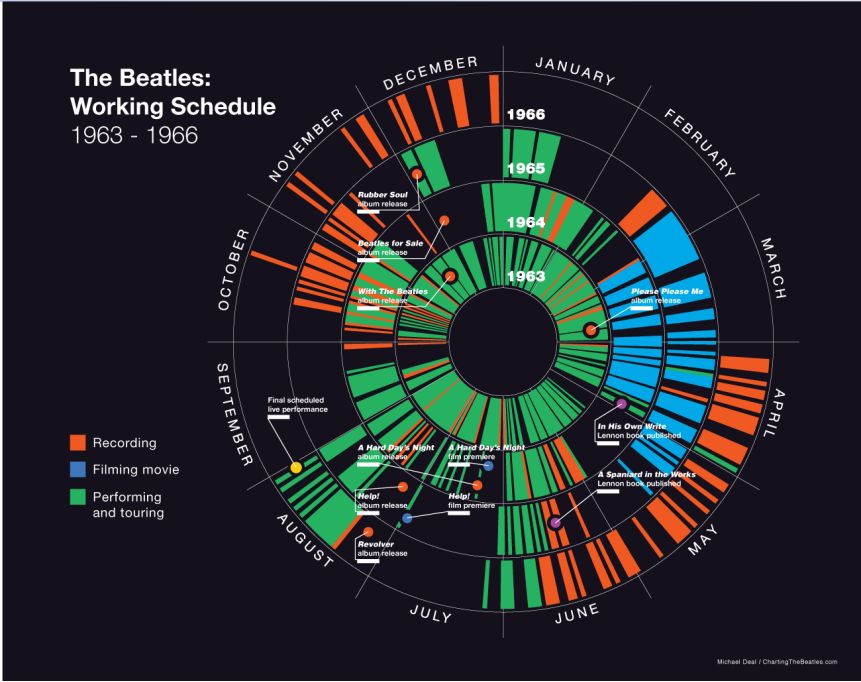 The Beatles:
Working Schedule
1963 - 1966
DECEMBER
JANUARY
NOVEMBER
FEBRUARY
OCTOBER
MARCH
SEPTEMBER
APRIL
AUGUST
MAY
JULY
JUNE
1966
1965
1964
1963
Rubber Soul
album release
Beatles for Sale
album release
With The Beatles
album release
Please Please Me
album release
Final scheduled
live performance
In His Own Write
Lennon book published
A Hard Day's Night
album release
A Hard Day's Night
film premiere
A Spaniard in the Works
Lennon book published
Help!
album release
Help!
film premiere
Revolver
album release
Recording
Filming movie
Performing
and touring
Michael Deal / ChartingTheBeatles.com